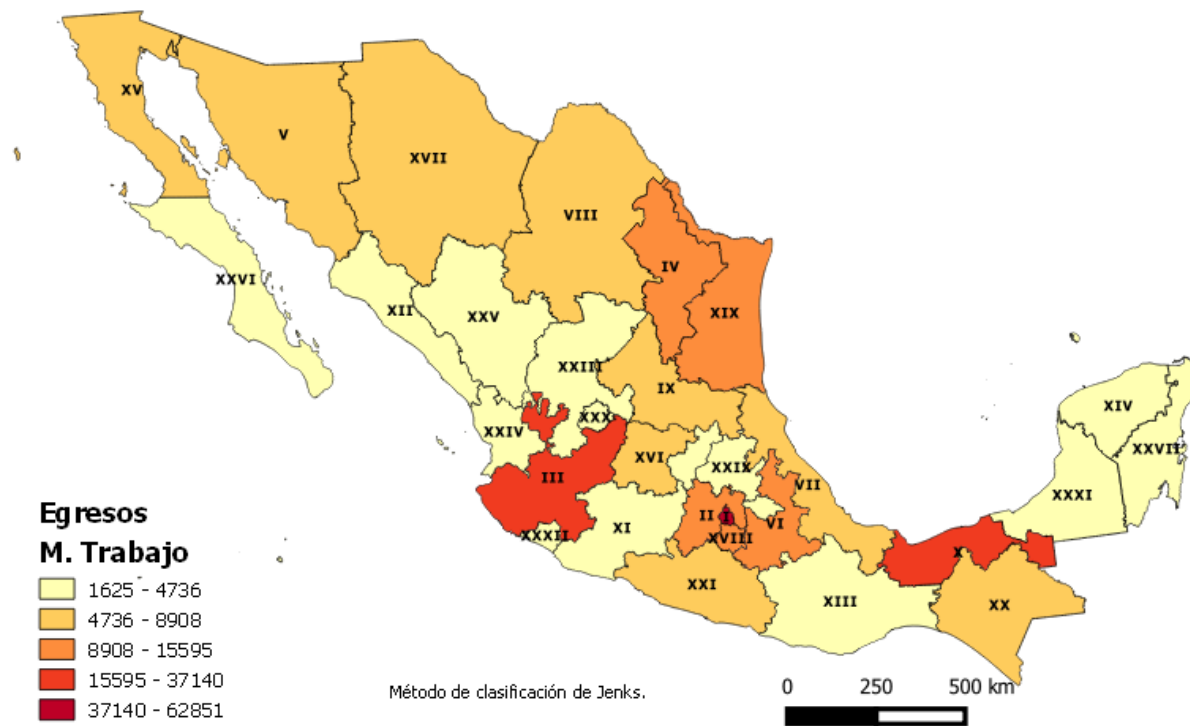 XV
V
XVII
VIII
IV
XIX
XXVI
XII
XXV
XXIII
IX
XXIV
XXX
XVI
XXIX
VII
III
XIV
XXVII
XXXI
II
I
VI
XI
XVIII
XXXII
X
XXI
XIII
XX
Egresos
M. Trabajo
1625 - 4736
4736 - 8908
8908 - 15595
15595 - 37140
37140 - 62851
Método de clasificación de Jenks.
0 250 500 km